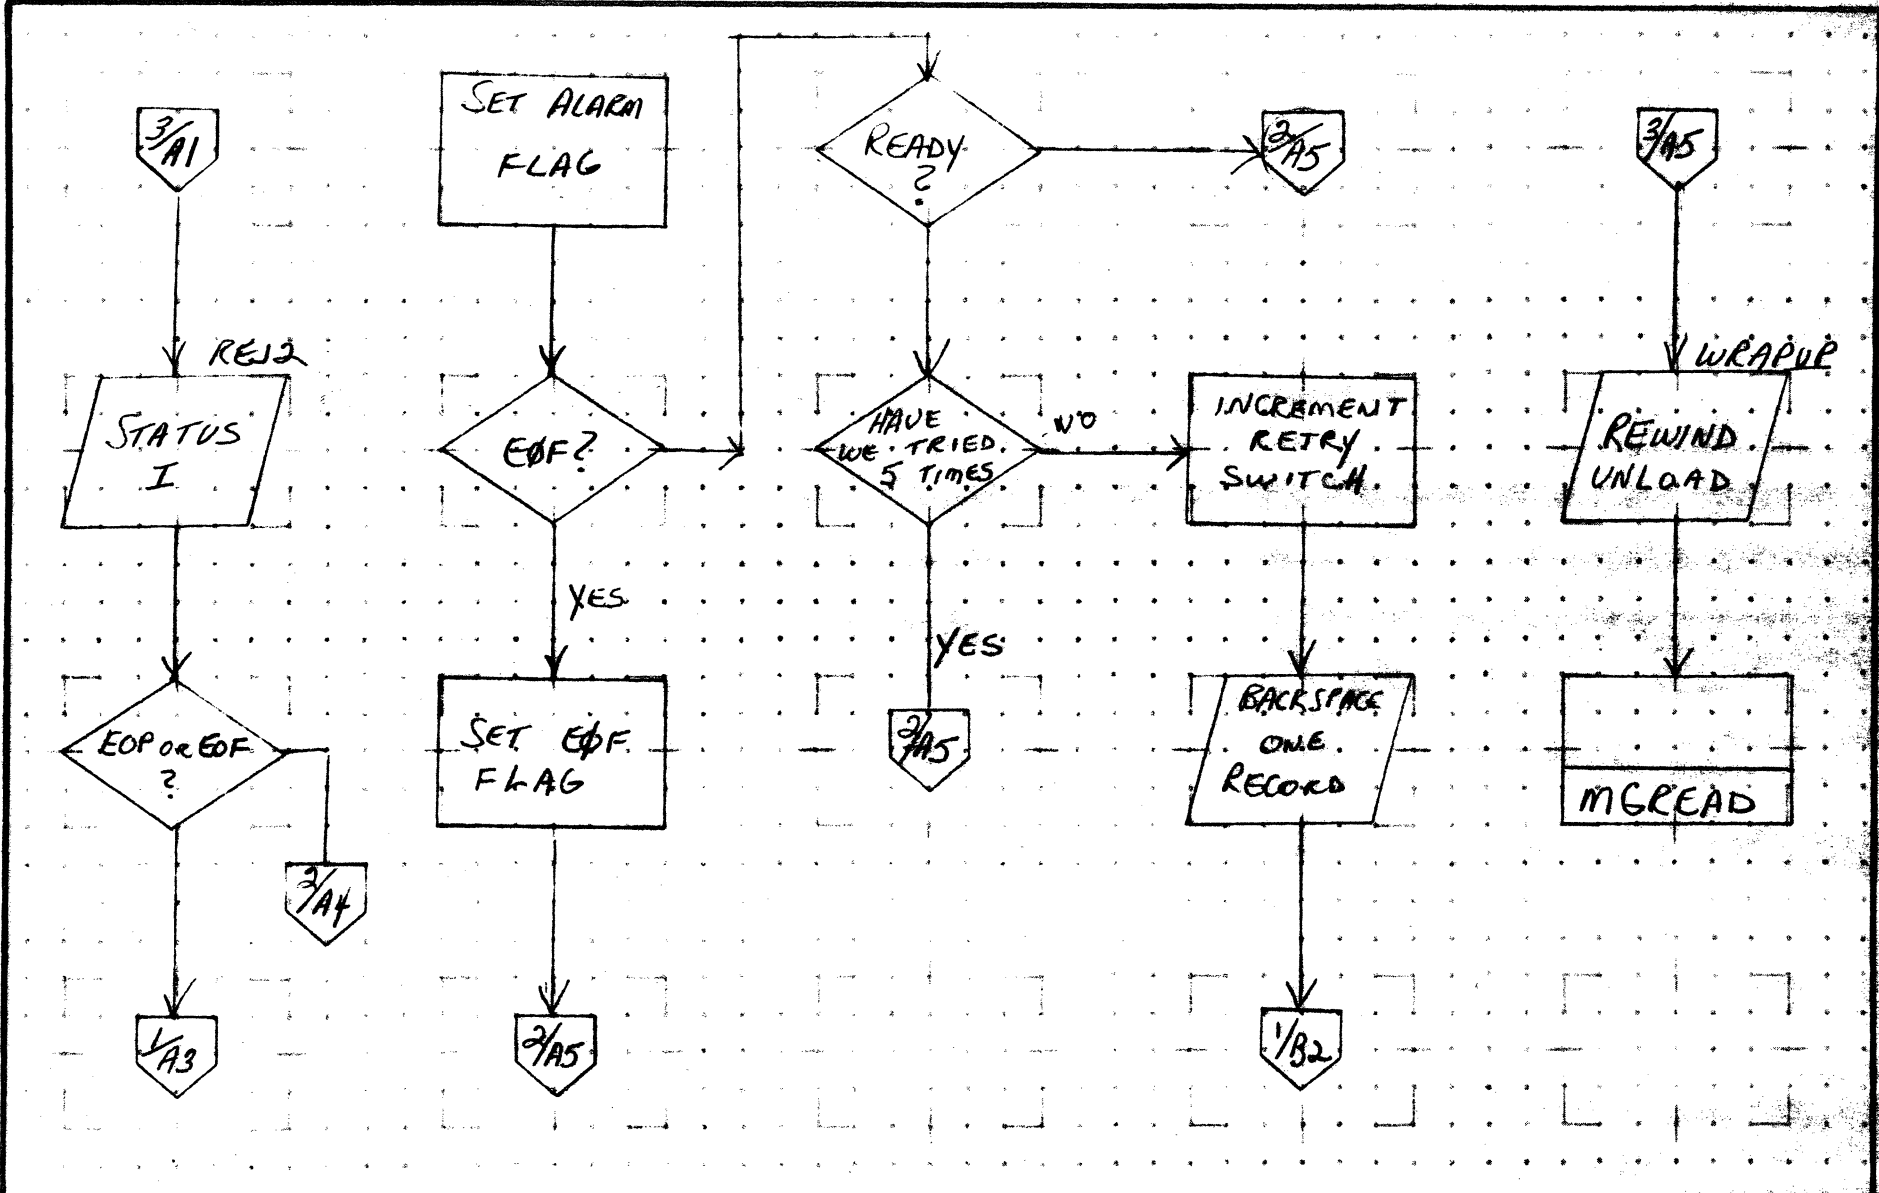 3/A1
REJ2
STATUS
I
EOP OR EOF
?
2/A4
1/A3
SET ALARM
FLAG
EØF?
YES
SET EØF
FLAG
2/A5
READY
?
2/A5
HAVE
WE TRIED
5 TIMES
NO
YES
2/A5
INCREMENT
RETRY
SWITCH
BACKSPACE
ONE
RECORD
1/B2
3/A5
WRAPUP
REWIND
UNLOAD
MGREAD